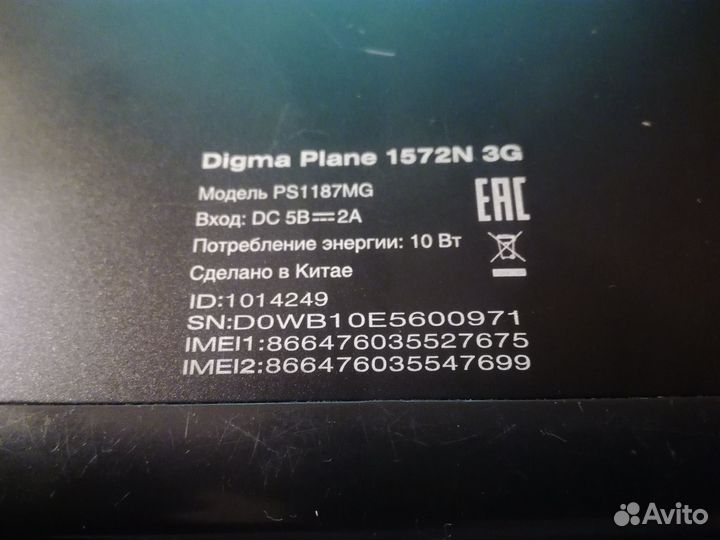 Digma Plane 1572N 3G
Модель PS1187MG
Вход: DC 5В⎓2А
Потребление энергии: 10 Вт
Сделано в Китае
ID:1014249
SN:D0WB10E5600971
IMEI1:866476035527675
IMEI2:866476035547699
EAC
Avito